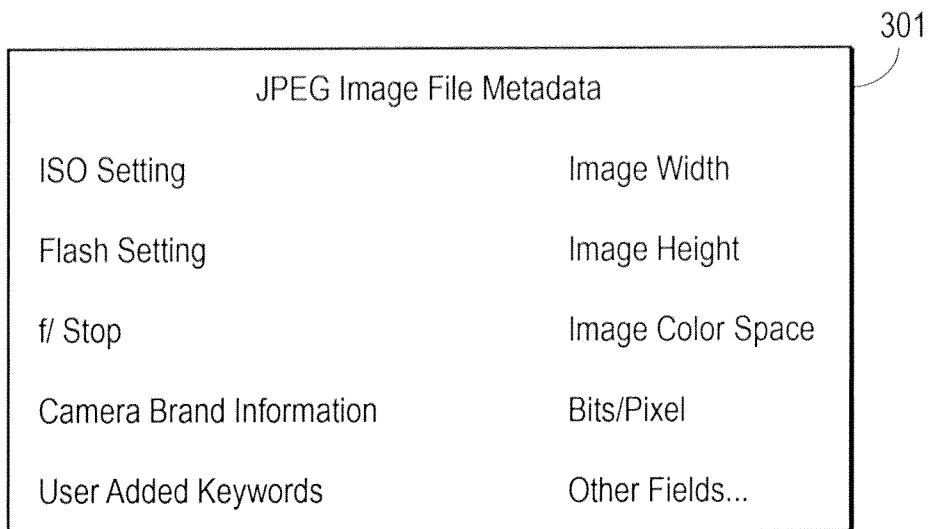 301
JPEG Image File Metadata
ISO Setting
Image Width
Flash Setting
Image Height
f/ Stop
Image Color Space
Camera Brand Information
Bits/Pixel
User Added Keywords
Other Fields...